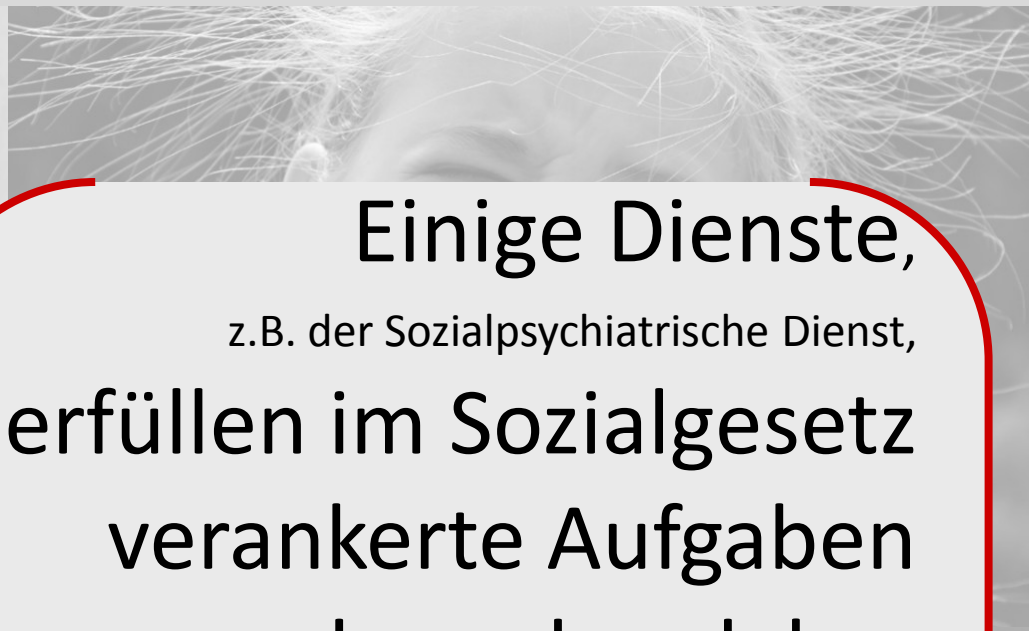 Einige Dienste,
z.B. der Sozialpsychiatrische Dienst,
erfüllen im Sozialgesetz
verankerte Aufgaben